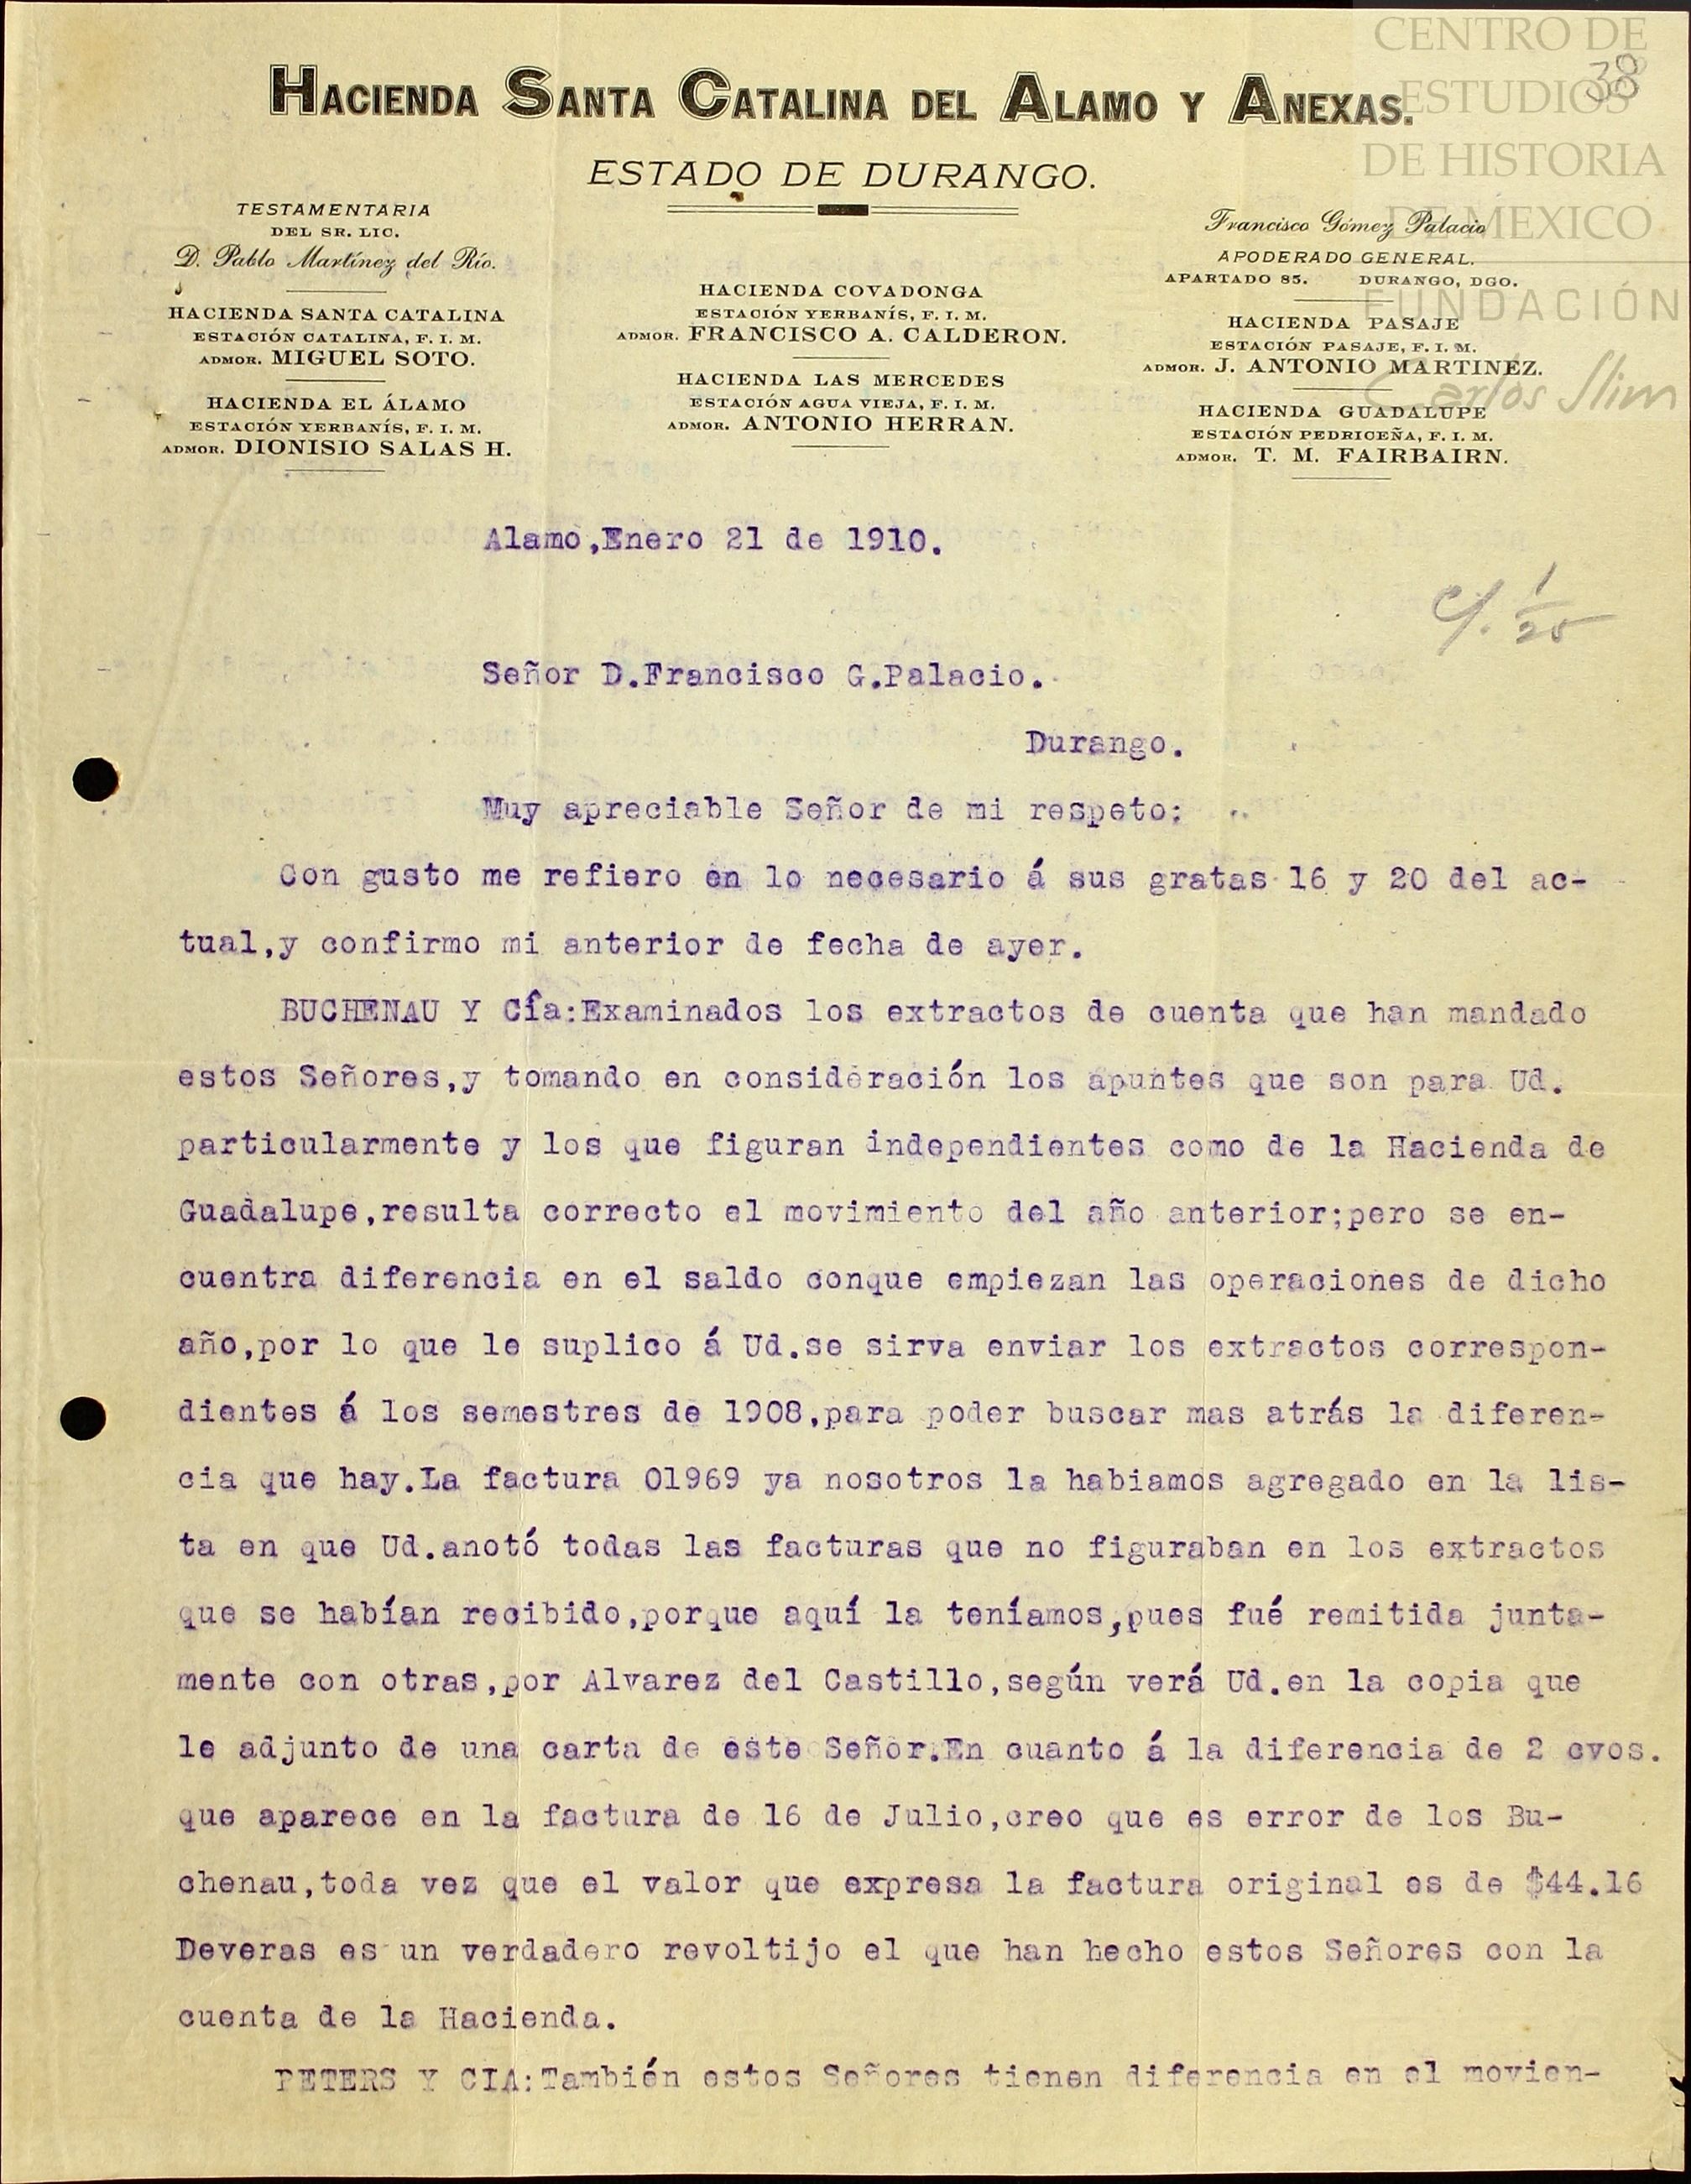 CENTRO DE
ESTUDIOS
DE HISTORIA
DE MEXICO
FUNDACIÓN
Carlos Slim
38
HACIENDA SANTA CATALINA DEL ALAMO Y ANEXAS.
ESTADO DE DURANGO.
TESTAMENTARIA
DEL SR. LIC.
D. Pablo Martínez del Río.
HACIENDA SANTA CATALINA
ESTACIÓN CATALINA, F. I. M.
ADMOR. MIGUEL SOTO.
HACIENDA EL ÁLAMO
ESTACIÓN YERBANÍS, F. I. M.
ADMOR. DIONISIO SALAS H.
HACIENDA COVADONGA
ESTACIÓN YERBANÍS, F. I. M.
ADMOR. FRANCISCO A. CALDERON.
HACIENDA LAS MERCEDES
ESTACIÓN AGUA VIEJA, F. I. M.
ADMOR. ANTONIO HERRAN.
Francisco Gómez Palacio
APODERADO GENERAL.
APARTADO 85. DURANGO, DGO.
HACIENDA PASAJE
ESTACIÓN PASAJE, F. I. M.
ADMOR. J. ANTONIO MARTINEZ.
HACIENDA GUADALUPE
ESTACIÓN PEDRICEÑA, F. I. M.
ADMOR. T. M. FAIRBAIRN.
Alamo,Enero 21 de 1910.
c/. 1/25
Señor D.Francisco G.Palacio.
Durango.
Muy apreciable Señor de mi respeto:
Con gusto me refiero en lo necesario á sus gratas 16 y 20 del ac-
tual,y confirmo mi anterior de fecha de ayer.
BUCHENAU Y Cía:Examinados los extractos de cuenta que han mandado
estos Señores,y tomando en consideración los apuntes que son para Ud.
particularmente y los que figuran independientes como de la Hacienda de
Guadalupe,resulta correcto el movimiento del año anterior;pero se en-
cuentra diferencia en el saldo conque empiezan las operaciones de dicho
año,por lo que le suplico á Ud.se sirva enviar los extractos correspon-
dientes á los semestres de 1908,para poder buscar mas atrás la diferen-
cia que hay.La factura 01969 ya nosotros la habiamos agregado en la lis-
ta en que Ud.anotó todas las facturas que no figuraban en los extractos
que se habían recibido,porque aquí la teníamos,pues fué remitida junta-
mente con otras,por Alvarez del Castillo,según verá Ud.en la copia que
le adjunto de una carta de este Señor.En cuanto á la diferencia de 2 cvos.
que aparece en la factura de 16 de Julio,creo que es error de los Bu-
chenau,toda vez que el valor que expresa la factura original es de $44.16
Deveras es un verdadero revoltijo el que han hecho estos Señores con la
cuenta de la Hacienda.
PETERS Y CIA:También estos Señores tienen diferencia en el movien-